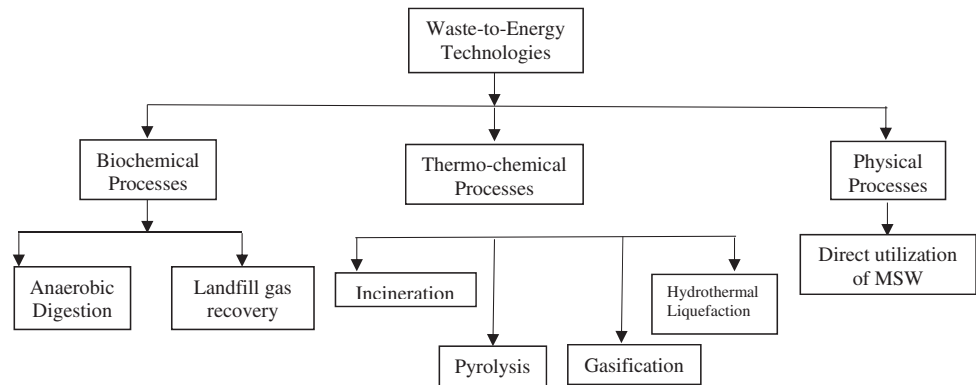 Waste-to-Energy
Technologies
Biochemical
Processes
Thermo-chemical
Processes
Physical
Processes
Anaerobic
Digestion
Landfill gas
recovery
Incineration
Pyrolysis
Gasification
Hydrothermal
Liquefaction
Direct utilization
of MSW